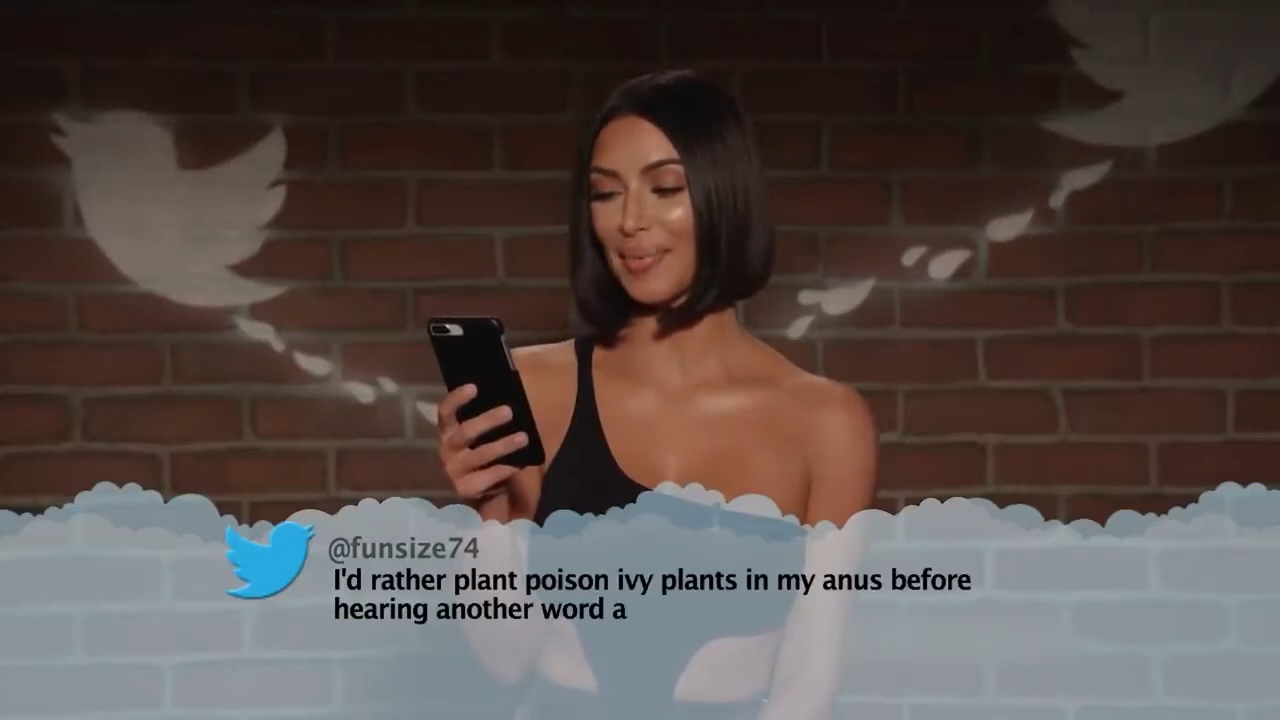 @funsize74
I'd rather plant poison ivy plants in my anus before
hearing another word a